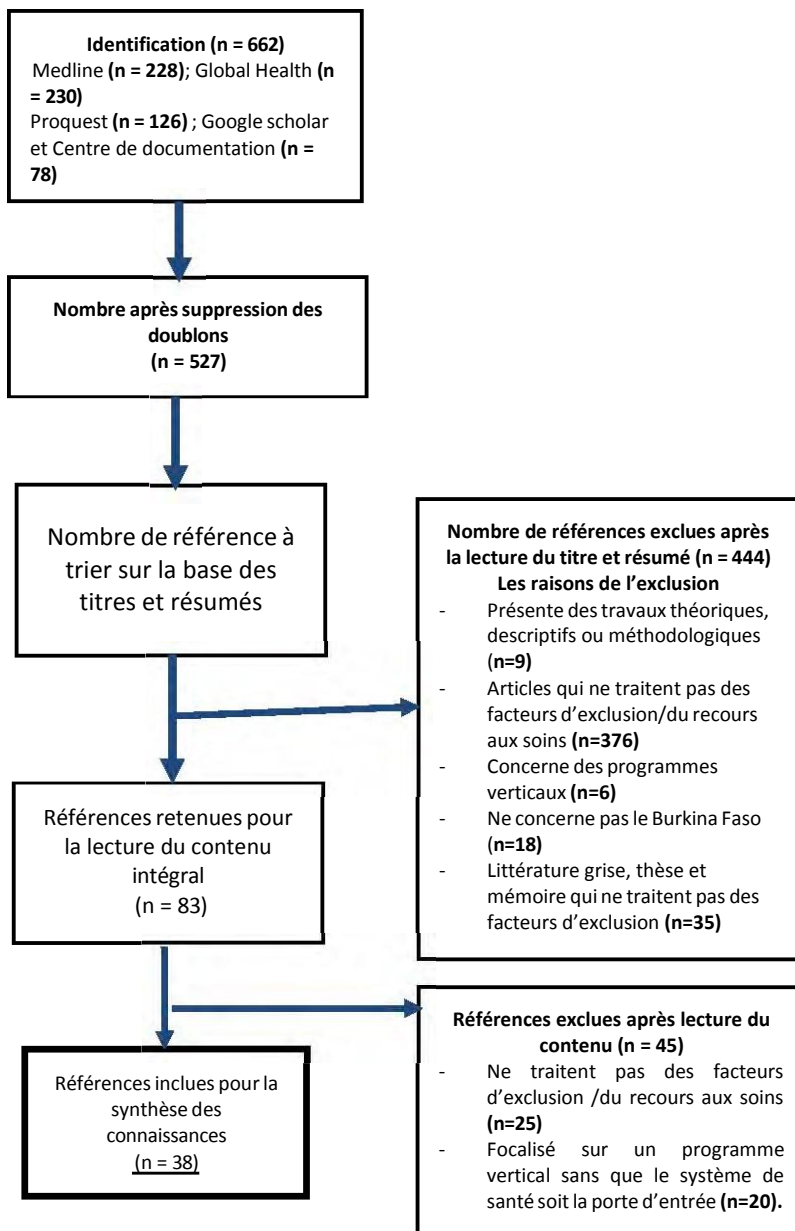 Identification (n = 662)
Medline (n = 228); Global Health (n
= 230)
Proquest (n = 126) ; Google scholar
et Centre de documentation (n =
78)
Nombre après suppression des
doublons
(n = 527)
Nombre de référence à
trier sur la base des
titres et résumés
Nombre de références exclues après
la lecture du titre et résumé (n = 444)
Les raisons de l’exclusion
- Présente des travaux théoriques,
descriptifs ou méthodologiques
(n=9)
- Articles qui ne traitent pas des
facteurs d’exclusion/du recours
aux soins (n=376)
- Concerne des programmes
verticaux (n=6)
- Ne concerne pas le Burkina Faso
(n=18)
- Littérature grise, thèse et
mémoire qui ne traitent pas des
facteurs d’exclusion (n=35)
Références retenues pour
la lecture du contenu
intégral
(n = 83)
Références exclues après lecture du
contenu (n = 45)
- Ne traitent pas des facteurs
d’exclusion /du recours aux soins
(n=25)
- Focalisé sur un programme
vertical sans que le système de
santé soit la porte d’entrée (n=20).
Références inclues pour la
synthèse des
connaissances
(n = 38)